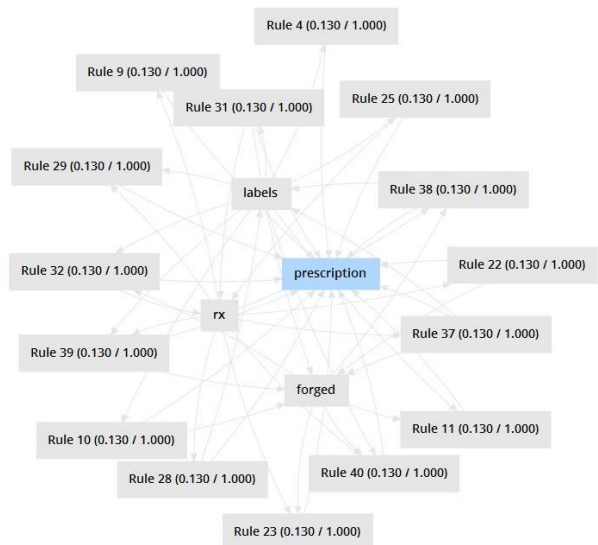 Rule 4 (0.130 / 1.000)
Rule 9 (0.130 / 1.000)
Rule 25 (0.130 / 1.000)
Rule 31 (0.130 / 1.000)
Rule 29 (0.130 / 1.000)
labels
Rule 38 (0.130 / 1.000)
Rule 22 (0.130 / 1.000)
Rule 32 (0.130 / 1.000)
prescription
rx
Rule 37 (0.130 / 1.000)
Rule 39 (0.130 / 1.000)
forged
Rule 11 (0.130 / 1.000)
Rule 10 (0.130 / 1.000)
Rule 28 (0.130 / 1.000)
Rule 40 (0.130 / 1.000)
Rule 23 (0.130 / 1.000)